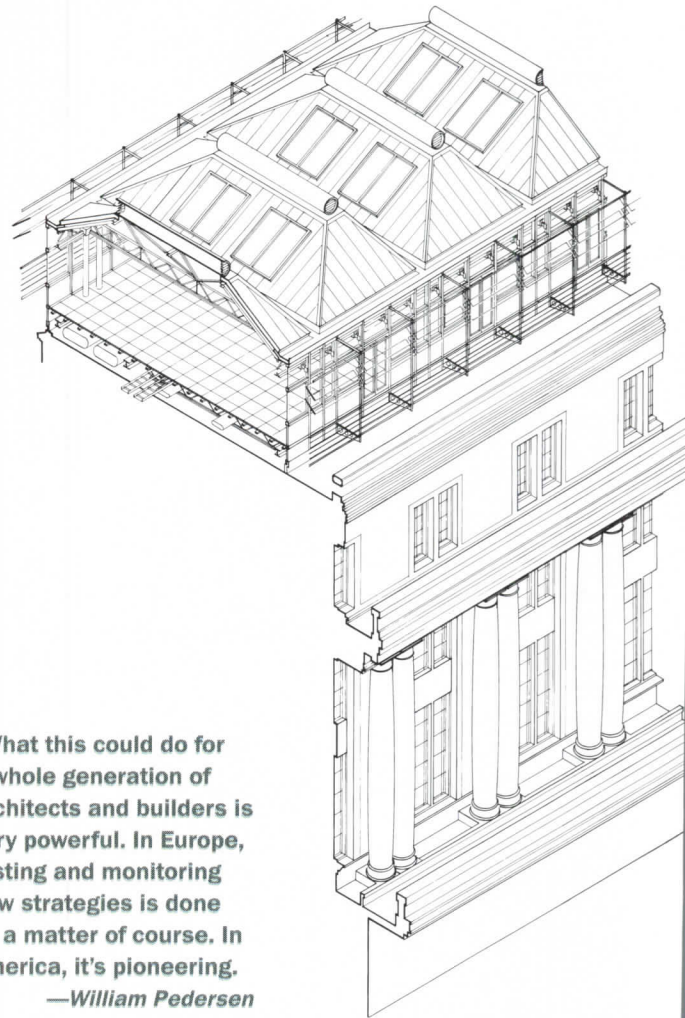 What this could do for
whole generation of
chitects and builders is
ry powerful. In Europe,
sting and monitoring
w strategies is done
a matter of course. In
merica, it's pioneering.
—William Pedersen